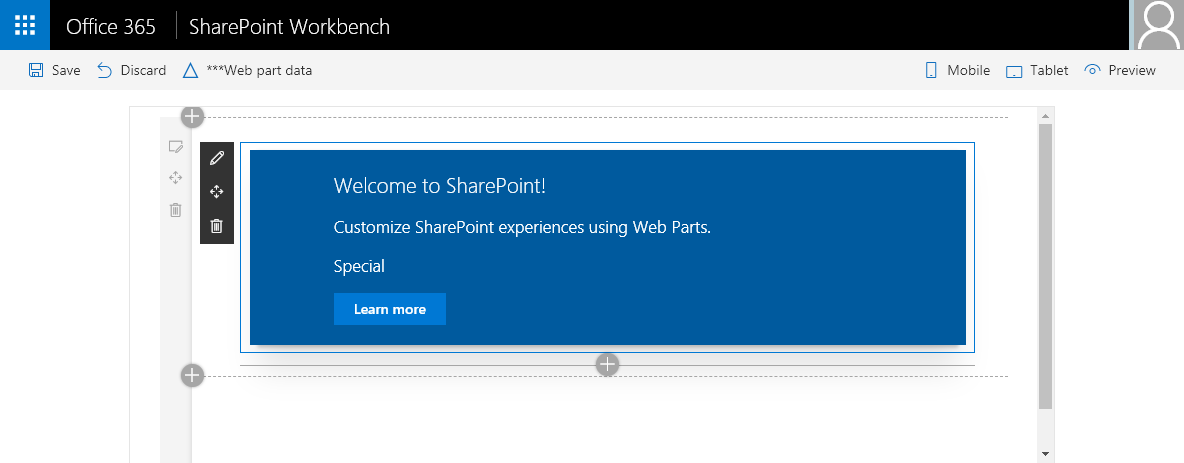 Office 365 SharePoint Workbench
Save Discard ***Web part data Mobile Tablet Preview
Welcome to SharePoint!
Customize SharePoint experiences using Web Parts.
Special
Learn more